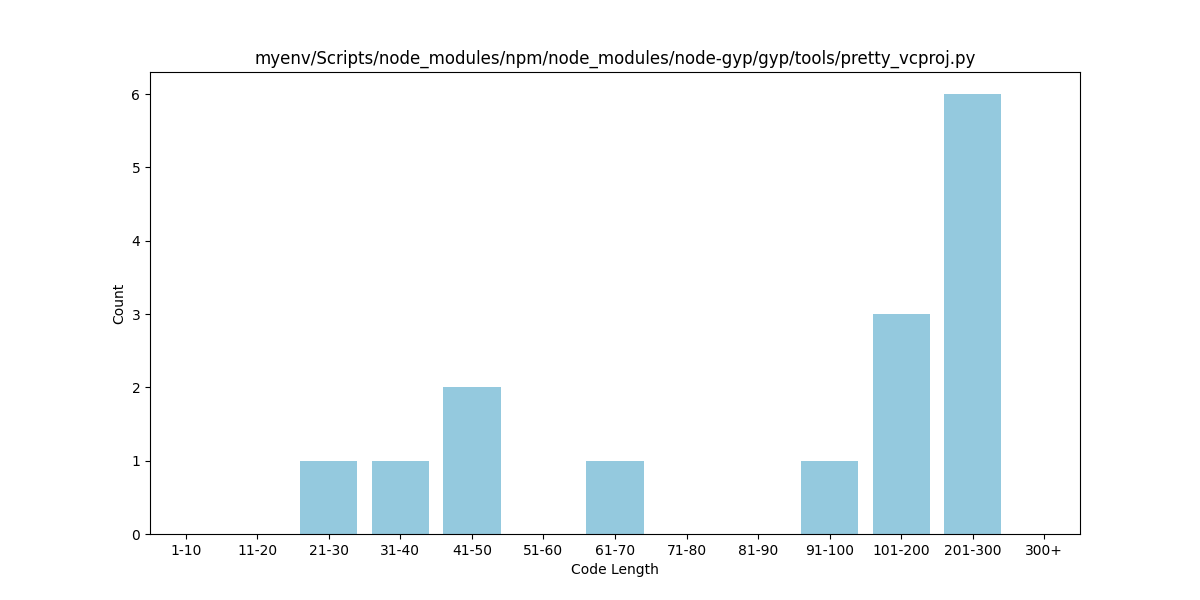 myenv/Scripts/node_modules/npm/node_modules/node-gyp/gyp/tools/pretty_vcproj.py
6
5
4
3
2
1
0
Count
1-10 11-20 21-30 31-40 41-50 51-60 61-70 71-80 81-90 91-100 101-200 201-300 300+
Code Length